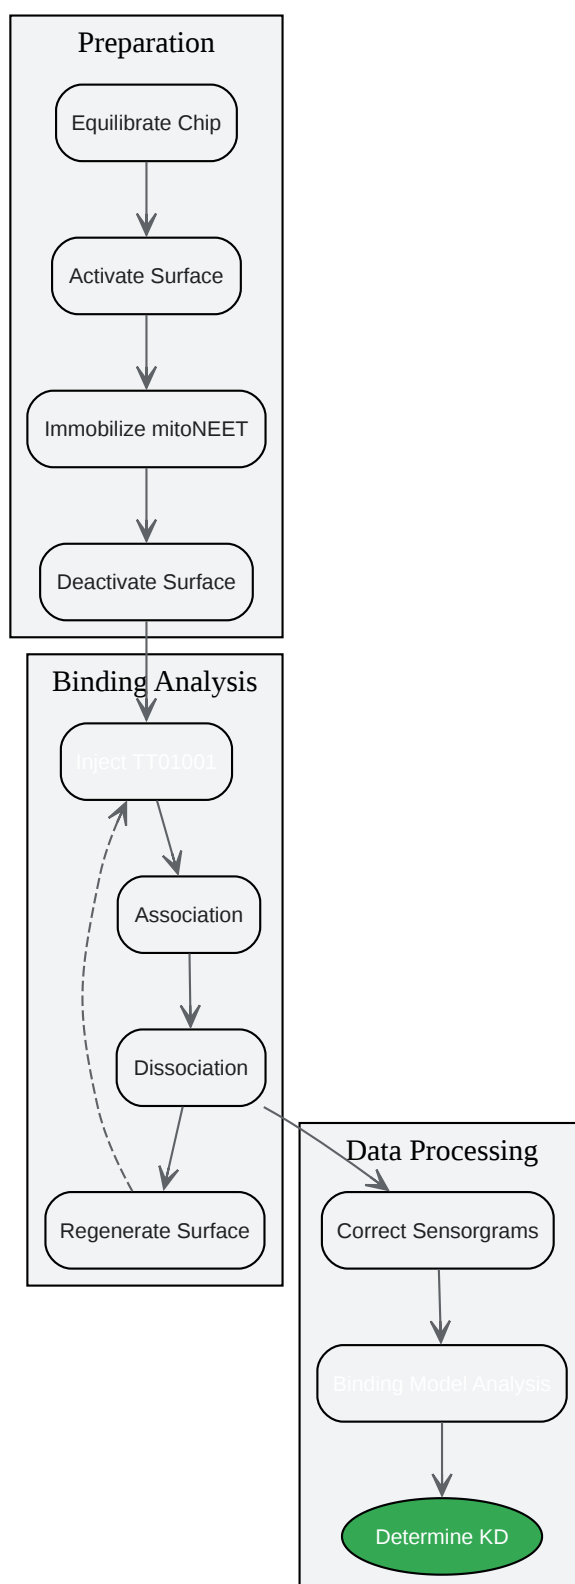 Preparation
Equilibrate Chip
Activate Surface
Immobilize mitoNEET
Deactivate Surface
Binding Analysis
Inject TT01001
Association
Dissociation
Regenerate Surface
Data Processing
Correct Sensorgrams
Binding Model Analysis
Determine KD